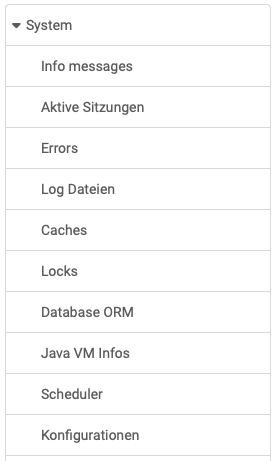 System
Info messages
Aktive Sitzungen
Errors
Log Dateien
Caches
Locks
Database ORM
Java VM Infos
Scheduler
Konfigurationen